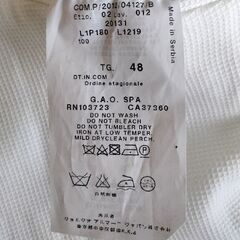 COM.P/2012/04127/B
Etic. 02 Lav. 012
20131
L1P180 L1219
100
Made in Serbia
TG. 48
DT.IN.COM
Ordine stagionale
G.A.O. SPA
RN103723 CA37360
DO NOT WASH
DO NOT BLEACH
DO NOT TUMBLER DRY
IRON AT LOW TEMPER.
MILD DRYCLEAN PERCH.